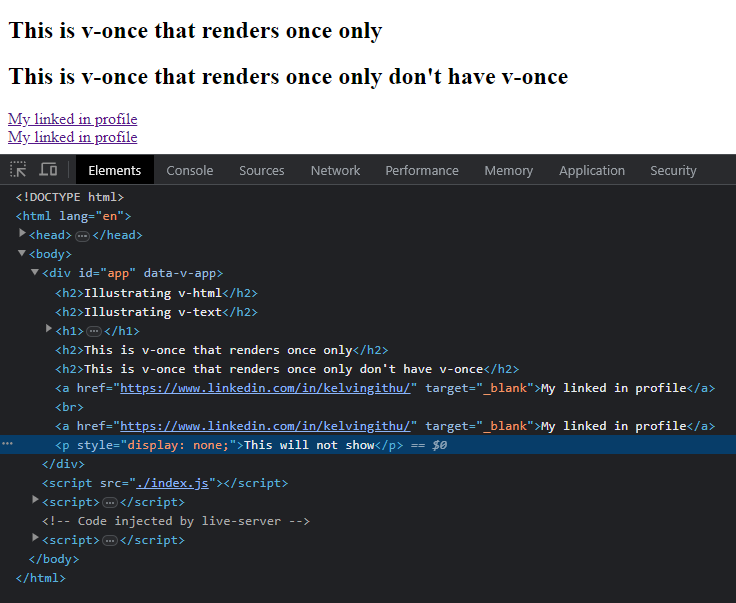 This is v-once that renders once only
This is v-once that renders once only don't have v-once
My linked in profile
My linked in profile
Elements Console Sources Network Performance Memory Application Security
<!DOCTYPE html>
<html lang="en">
<head>…</head>
<body>
<div id="app" data-v-app>
<h2>Illustrating v-html</h2>
<h2>Illustrating v-text</h2>
<h1>…</h1>
<h2>This is v-once that renders once only</h2>
<h2>This is v-once that renders once only don't have v-once</h2>
<a href="https://www.linkedin.com/in/kelvingithu/" target="_blank">My linked in profile</a>
<br>
<a href="https://www.linkedin.com/in/kelvingithu/" target="_blank">My linked in profile</a>
<p style="display: none;">This will not show</p> == $0
</div>
<script src="./index.js"></script>
<script>…</script>
<!-- Code injected by live-server -->
<script>…</script>
</body>
</html>